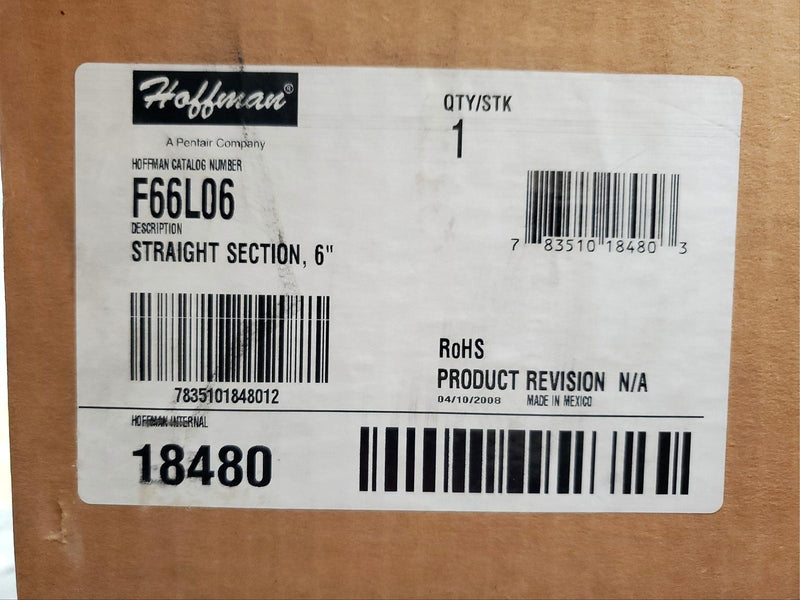 Hoffman®
A Pentair Company
HOFFMAN CATALOG NUMBER
F66L06
DESCRIPTION
STRAIGHT SECTION, 6"
7835101848012
QTY/STK
1
7 83510 18480 3
RoHS
PRODUCT REVISION N/A
04/10/2008 MADE IN MEXICO
HOFFMAN INTERNAL
18480